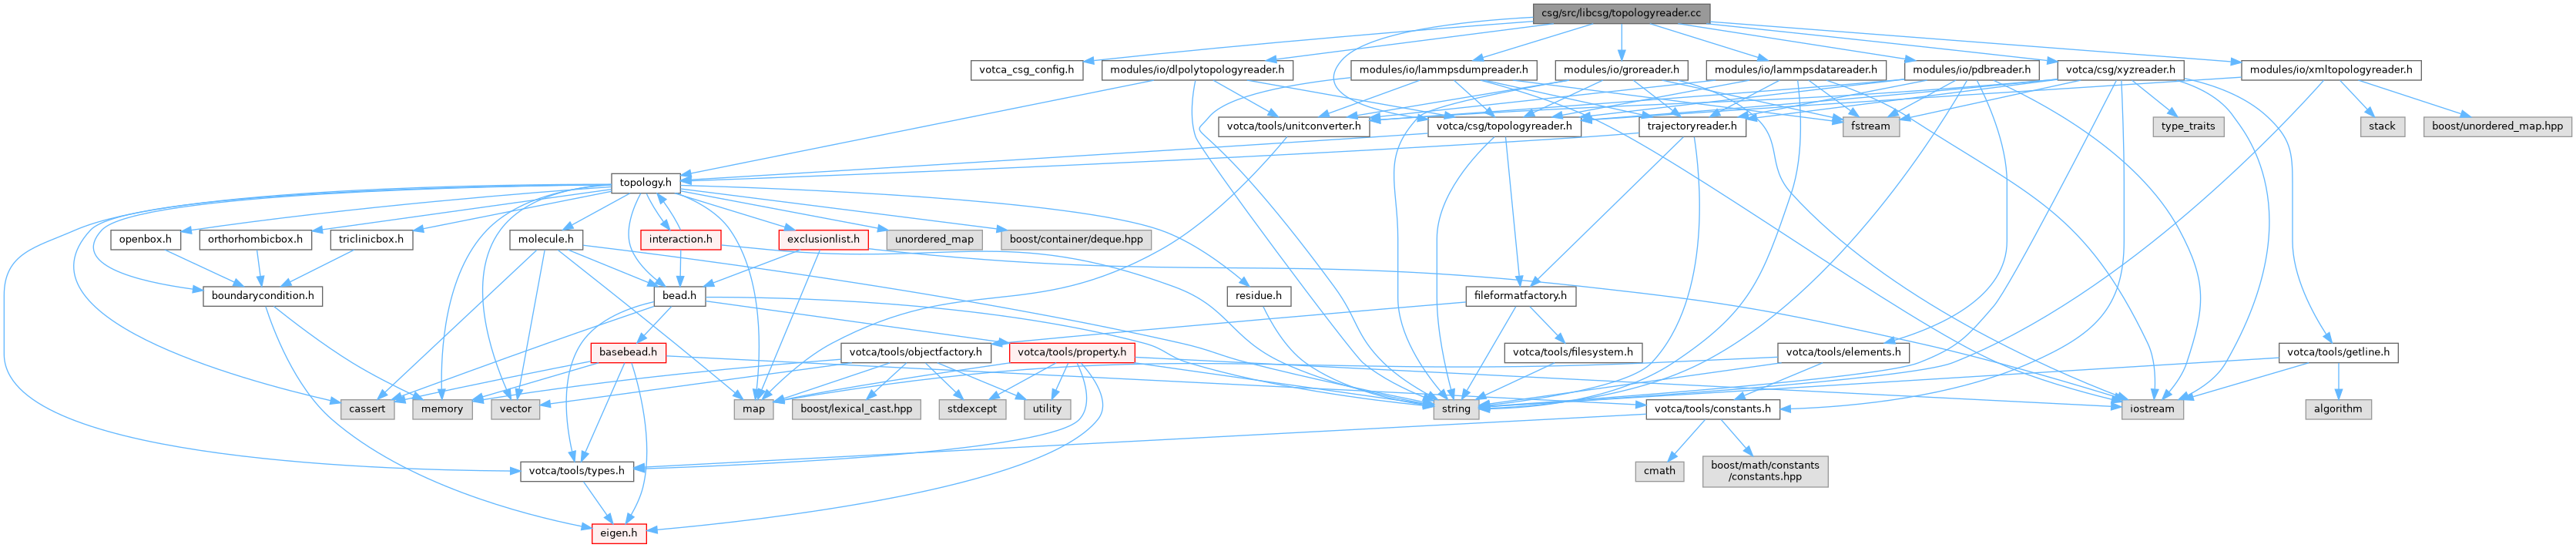 csg/src/libcsg/topologyreader.cc
votca_csg_config.h
modules/io/dlpolytopologyreader.h
modules/io/lammpsdumpreader.h
modules/io/groreader.h
modules/io/lammpsdatareader.h
modules/io/pdbreader.h
votca/csg/xyzreader.h
modules/io/xmltopologyreader.h
votca/tools/unitconverter.h
votca/csg/topologyreader.h
trajectoryreader.h
fstream
type_traits
stack
boost/unordered_map.hpp
topology.h
openbox.h
orthorhombicbox.h
triclinicbox.h
molecule.h
interaction.h
exclusionlist.h
unordered_map
boost/container/deque.hpp
boundarycondition.h
bead.h
residue.h
fileformatfactory.h
basebead.h
votca/tools/objectfactory.h
votca/tools/property.h
votca/tools/filesystem.h
votca/tools/elements.h
votca/tools/getline.h
cassert
memory
vector
map
boost/lexical_cast.hpp
stdexcept
utility
string
votca/tools/constants.h
iostream
algorithm
votca/tools/types.h
cmath
boost/math/constants
/constants.hpp
eigen.h